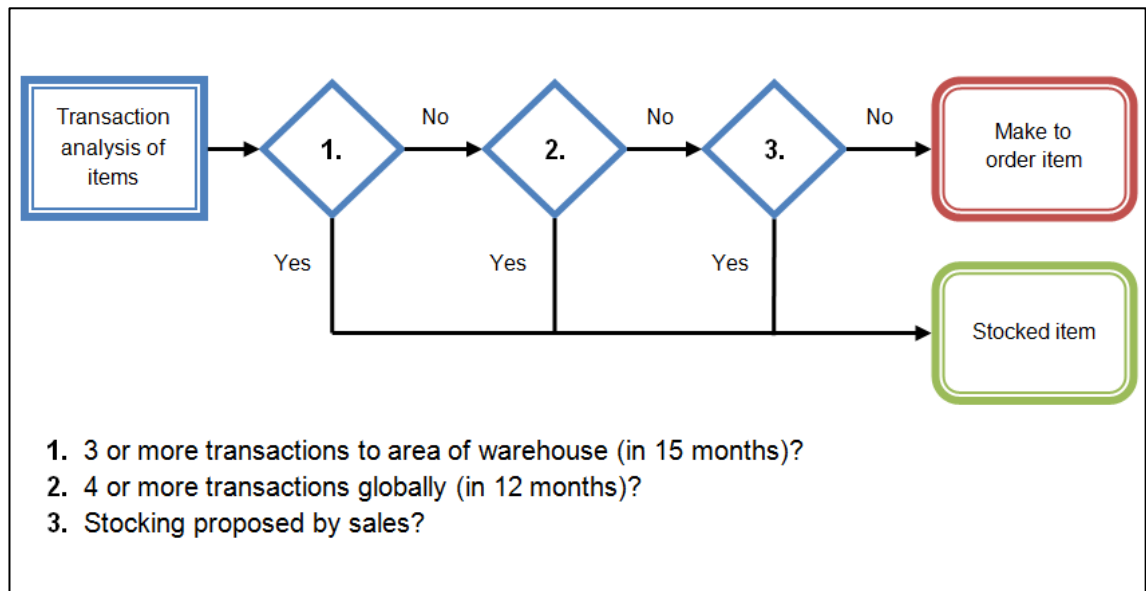 Transaction
analysis of
items
1.
No
2.
No
3.
No
Make to
order item
Yes
Yes
Yes
Stocked item
1. 3 or more transactions to area of warehouse (in 15 months)?
2. 4 or more transactions globally (in 12 months)?
3. Stocking proposed by sales?